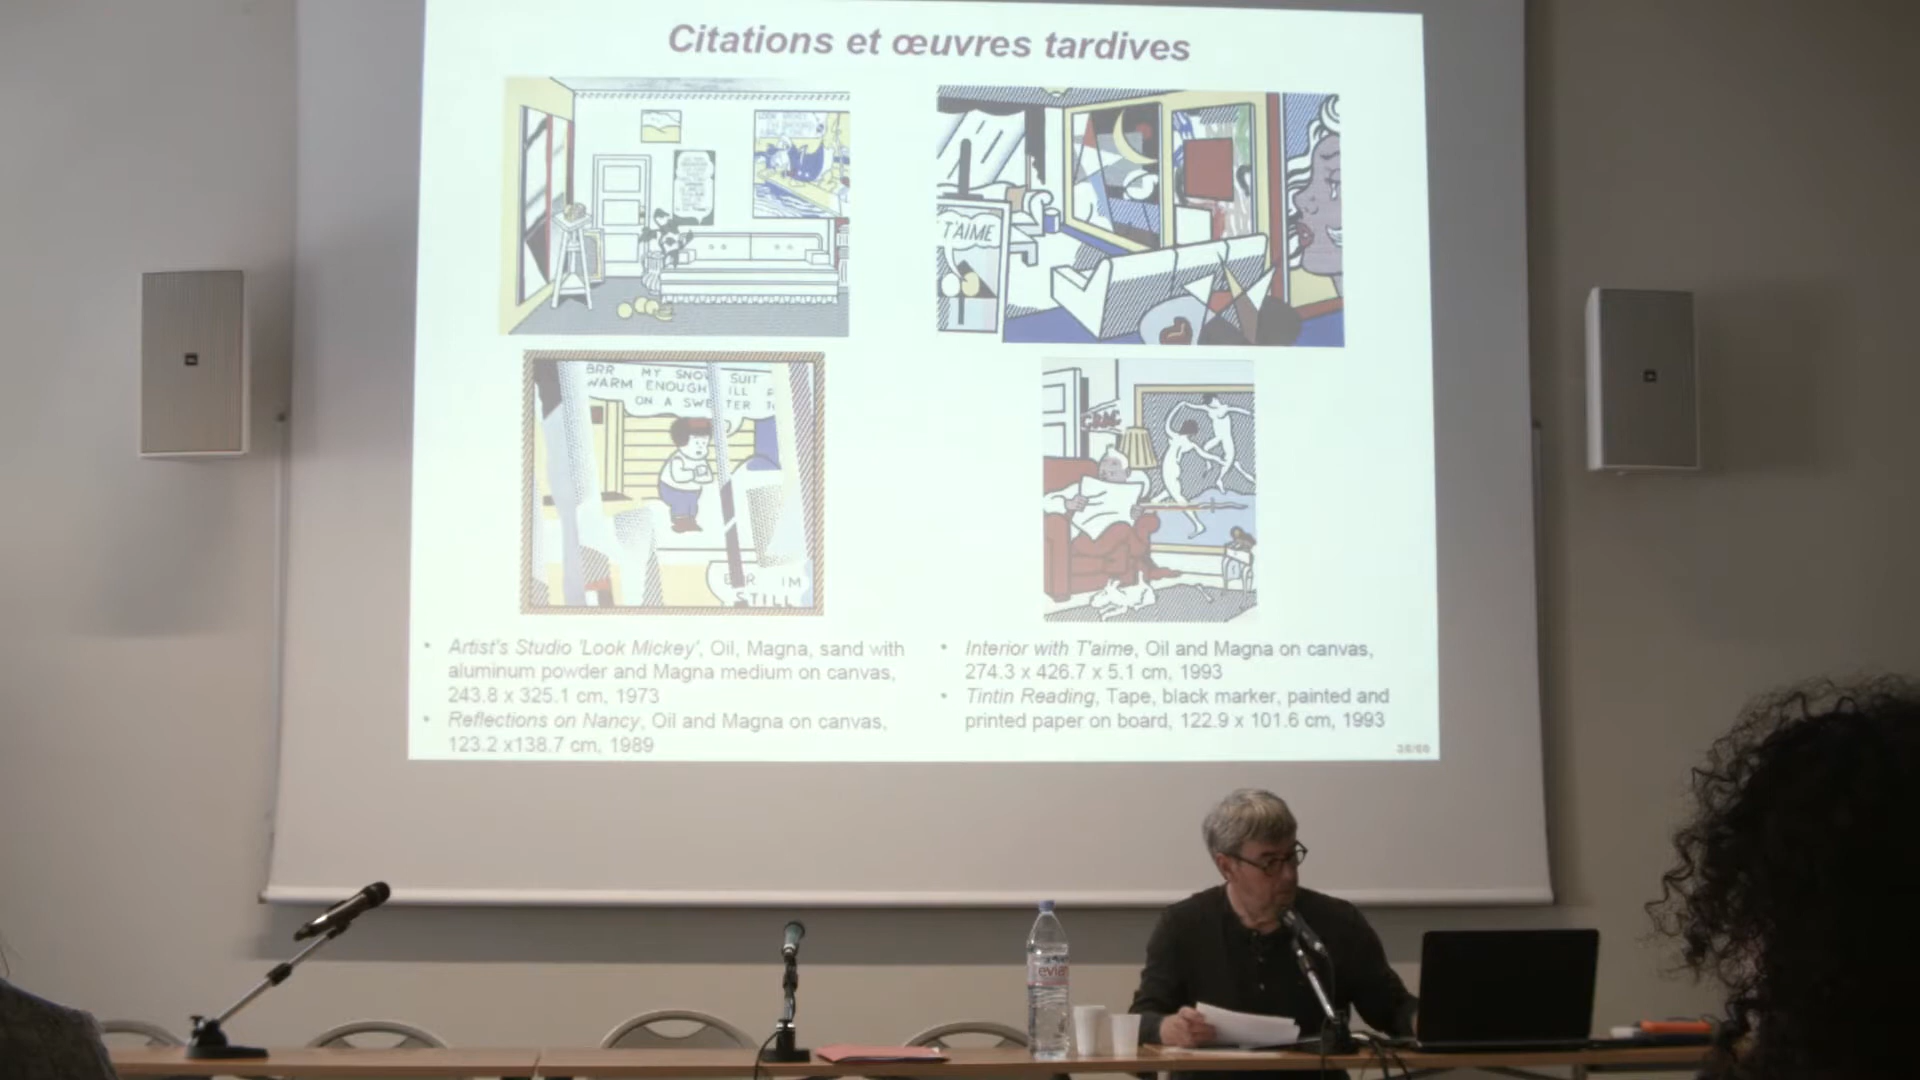 Citations et œuvres tardives
T'AIME
BRR MY SNOW SUIT
WARM ENOUGH ILL
ON A SWE TER
CRAC
IM
STILL
• Artist's Studio 'Look Mickey', Oil, Magna, sand with
aluminum powder and Magna medium on canvas,
243.8 x 325.1 cm, 1973
• Reflections on Nancy, Oil and Magna on canvas,
123.2 x138.7 cm, 1989
• Interior with T'aime, Oil and Magna on canvas,
274.3 x 426.7 x 5.1 cm, 1993
• Tintin Reading, Tape, black marker, painted and
printed paper on board, 122.9 x 101.6 cm, 1993
evian